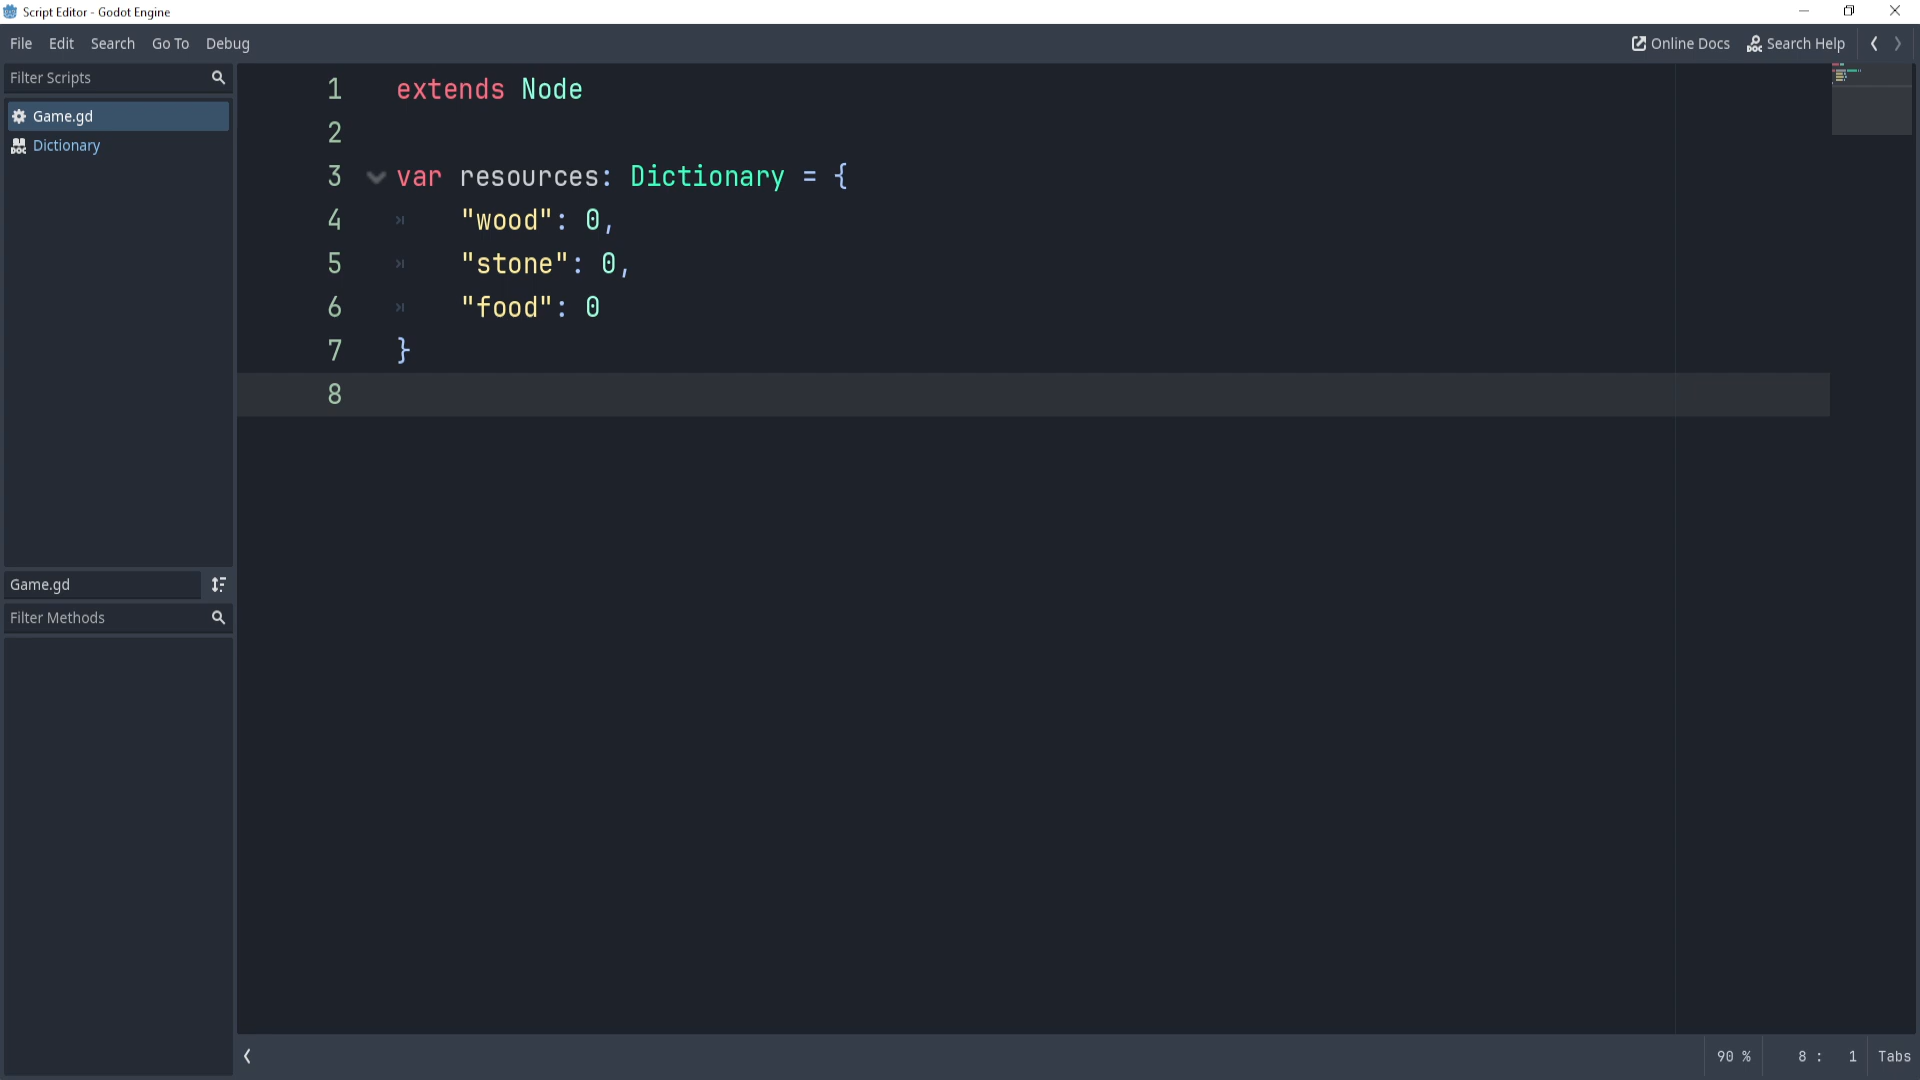 Script Editor - Godot Engine
File Edit Search Go To Debug
Online Docs Search Help
Filter Scripts
Game.gd
DOC Dictionary
1 extends Node
2
3 var resources: Dictionary = {
4 "wood": 0,
5 "stone": 0,
6 "food": 0
7 }
8
Game.gd
Filter Methods
90 % 8 : 1 Tabs